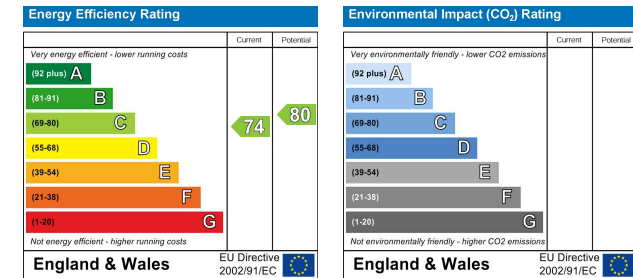 Energy Efficiency Rating
Current Potential
Very energy efficient - lower running costs
(92 plus) A
(81-91) B
(69-80) C
(55-68) D
(39-54) E
(21-38) F
(1-20) G
74
80
Not energy efficient - higher running costs
England & Wales
EU Directive
2002/91/EC
Environmental Impact (CO₂) Rating
Current Potential
Very environmentally friendly - lower CO2 emissions
(92 plus) A
(81-91) B
(69-80) C
(55-68) D
(39-54) E
(21-38) F
(1-20) G
Not environmentally friendly - higher CO2 emissions
England & Wales
EU Directive
2002/91/EC